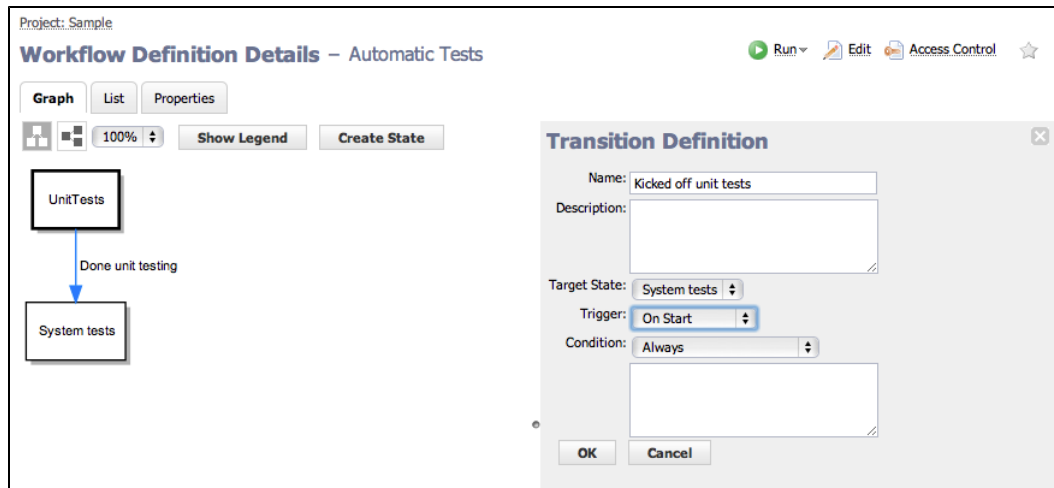 Project: Sample
Workflow Definition Details – Automatic Tests
Run Edit Access Control
Graph List Properties
100% Show Legend Create State
UnitTests
Done unit testing
System tests
Transition Definition
Name: Kicked off unit tests
Description:
Target State: System tests
Trigger: On Start
Condition: Always
OK Cancel